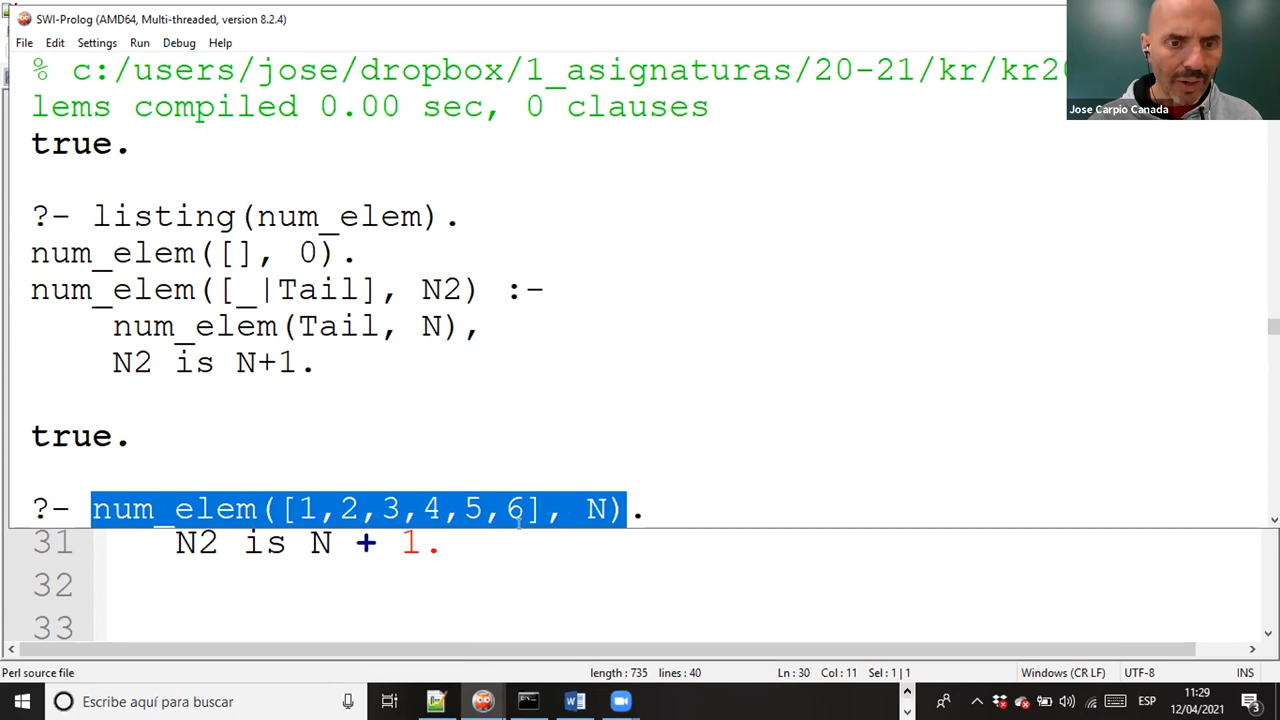 SWI-Prolog (AMD64, Multi-threaded, version 8.2.4)
File Edit Settings Run Debug Help
% c:/users/jose/dropbox/1_asignaturas/20-21/kr/kr20
lems compiled 0.00 sec, 0 clauses
true.
Jose Carpio Canada
?- listing(num_elem).
num_elem([], 0).
num_elem([_|Tail], N2) :-
num_elem(Tail, N),
N2 is N+1.
true.
?- num_elem([1,2,3,4,5,6], N).
31 N2 is N + 1.
32
33
Perl source file length : 735 lines : 40 Ln : 30 Col : 11 Sel : 1 | 1 Windows (CR LF) UTF-8 INS
Escribe aquí para buscar ESP 11:29
12/04/2021 3